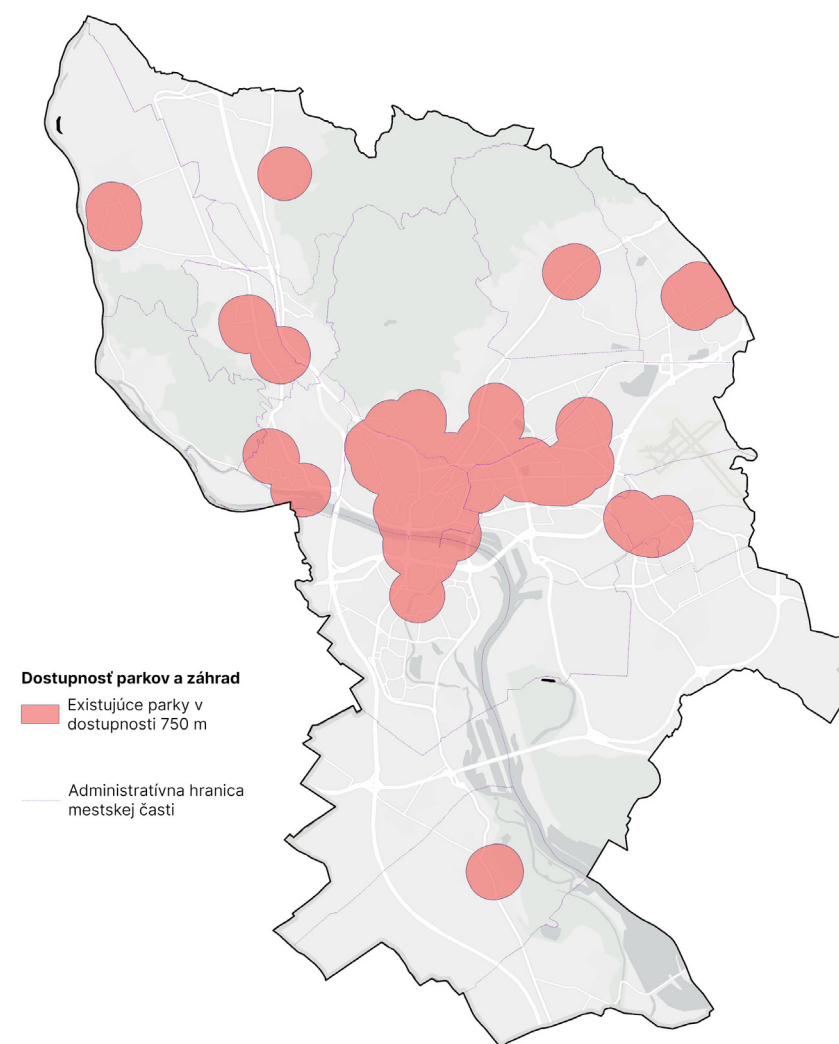 Dostupnosť parkov a záhrad
Existujúce parky v
dostupnosti 750 m
Administratívna hranica
mestskej časti